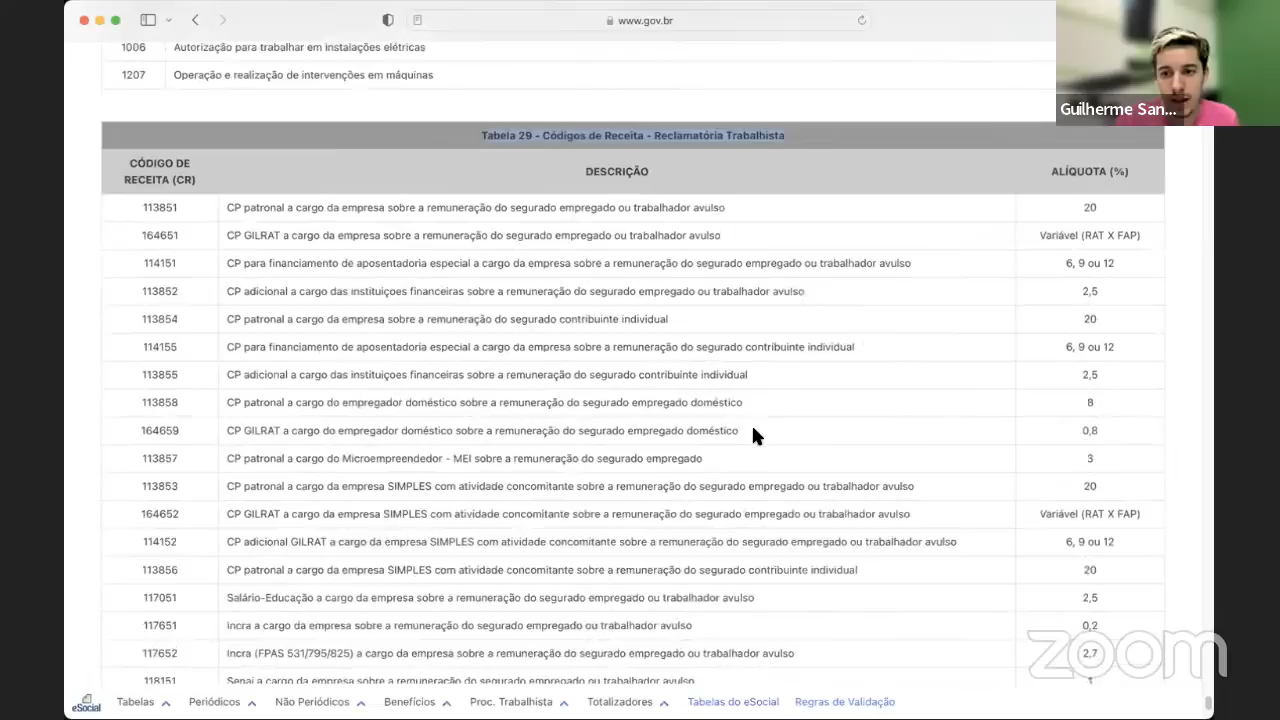 www.gov.br
1006 Autorização para trabalhar em instalações elétricas
1207 Operação e realização de intervenções em máquinas
Guilherme San...
Tabela 29 - Códigos de Receita - Reclamatória Trabalhista
CÓDIGO DE RECEITA (CR) DESCRIÇÃO ALÍQUOTA (%)
113851 CP patronal a cargo da empresa sobre a remuneração do segurado empregado ou trabalhador avulso 20
164651 CP GILRAT a cargo da empresa sobre a remuneração do segurado empregado ou trabalhador avulso Variável (RAT X FAP)
114151 CP para financiamento de aposentadoria especial a cargo da empresa sobre a remuneração do segurado empregado ou trabalhador avulso 6, 9 ou 12
113852 CP adicional a cargo das instituiçoes financeiras sobre a remuneração do segurado empregado ou trabalhador avulso 2,5
113854 CP patronal a cargo da empresa sobre a remuneração do segurado contribuinte individual 20
114155 CP para financiamento de aposentadoria especial a cargo da empresa sobre a remuneração do segurado contribuinte individual 6, 9 ou 12
113855 CP adicional a cargo das instituiçoes financeiras sobre a remuneração do segurado contribuinte individual 2,5
113858 CP patronal a cargo do empregador doméstico sobre a remuneração do segurado empregado doméstico 8
164659 CP GILRAT a cargo do empregador doméstico sobre a remuneração do segurado empregado doméstico 0,8
113857 CP patronal a cargo do Microempreendedor - MEI sobre a remuneração do segurado empregado 3
113853 CP patronal a cargo da empresa SIMPLES com atividade concomitante sobre a remuneração do segurado empregado ou trabalhador avulso 20
164652 CP GILRAT a cargo da empresa SIMPLES com atividade concomitante sobre a remuneração do segurado empregado ou trabalhador avulso Variável (RAT X FAP)
114152 CP adicional GILRAT a cargo da empresa SIMPLES com atividade concomitante sobre a remuneração do segurado empregado ou trabalhador avulso 6, 9 ou 12
113856 CP patronal a cargo da empresa SIMPLES com atividade concomitante sobre a remuneração do segurado contribuinte individual 20
117051 Salário-Educação a cargo da empresa sobre a remuneração do segurado empregado ou trabalhador avulso 2,5
117651 Incra a cargo da empresa sobre a remuneração do segurado empregado ou trabalhador avulso 0,2
117652 Incra (FPAS 531/795/825) a cargo da empresa sobre a remuneração do segurado empregado ou trabalhador avulso 2,7
118151 Senai a cargo da empresa sobre a remuneração do segurado empregado ou trabalhador avulso
zoom
eSocial Tabelas Periódicos Não Periódicos Benefícios Proc. Trabalhista Totalizadores Tabelas do eSocial Regras de Validação